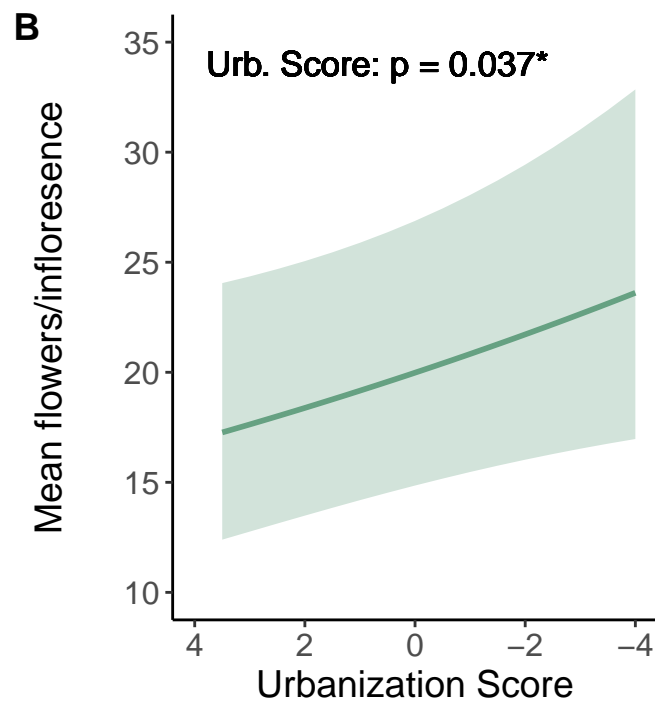 B
Urb. Score: p = 0.037*
Mean flowers/infloresence
35
30
25
20
15
10
4 2 0 −2 −4
Urbanization Score